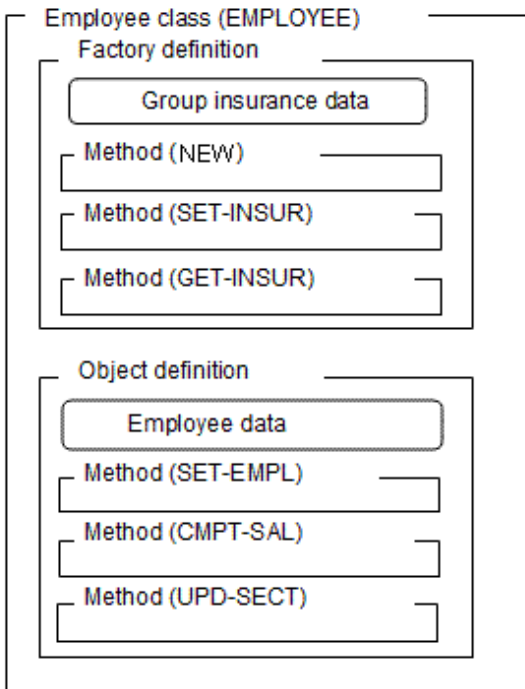 Employee class (EMPLOYEE)
Factory definition
Group insurance data
Method (NEW)
Method (SET-INSUR)
Method (GET-INSUR)
Object definition
Employee data
Method (SET-EMPL)
Method (CMPT-SAL)
Method (UPD-SECT)